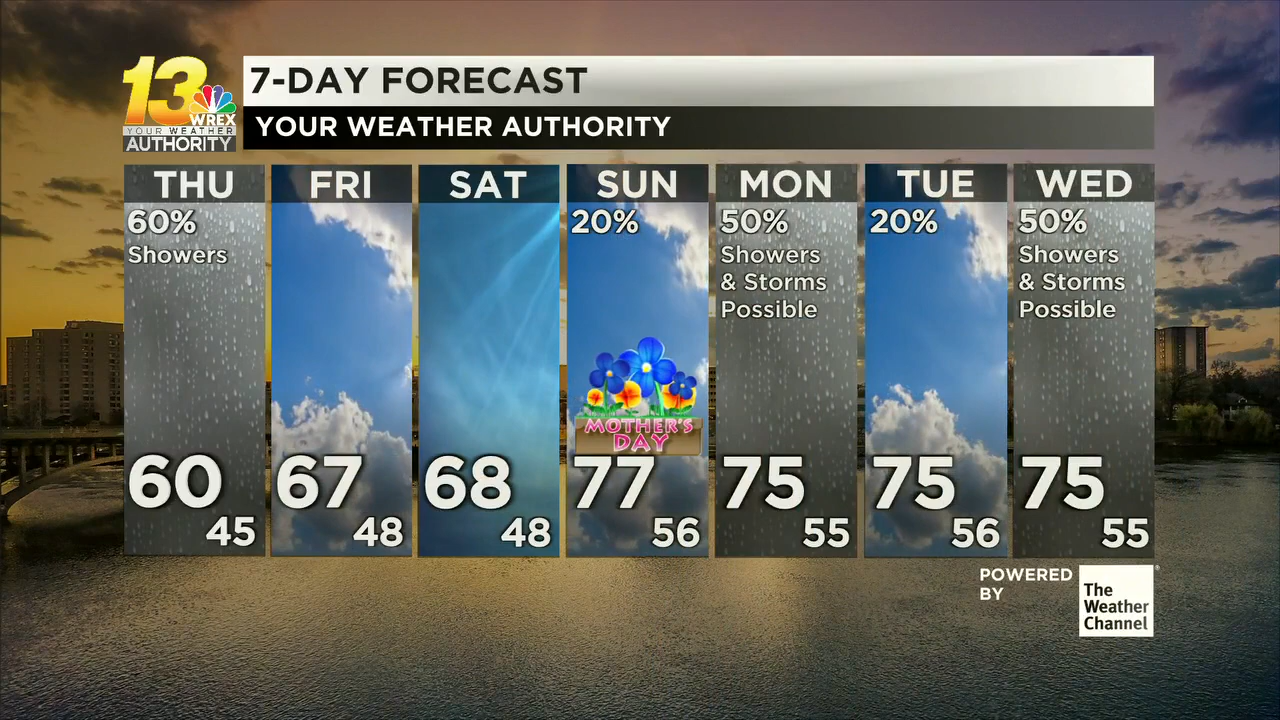 13
WREX
YOUR WEATHER
AUTHORITY
7-DAY FORECAST
YOUR WEATHER AUTHORITY
THU
60%
Showers
60
45
FRI
67
48
SAT
68
48
SUN
20%
MOTHER'S
DAY
77
56
MON
50%
Showers
& Storms
Possible
75
55
TUE
20%
75
56
WED
50%
Showers
& Storms
Possible
75
55
POWERED
BY
The
Weather
Channel